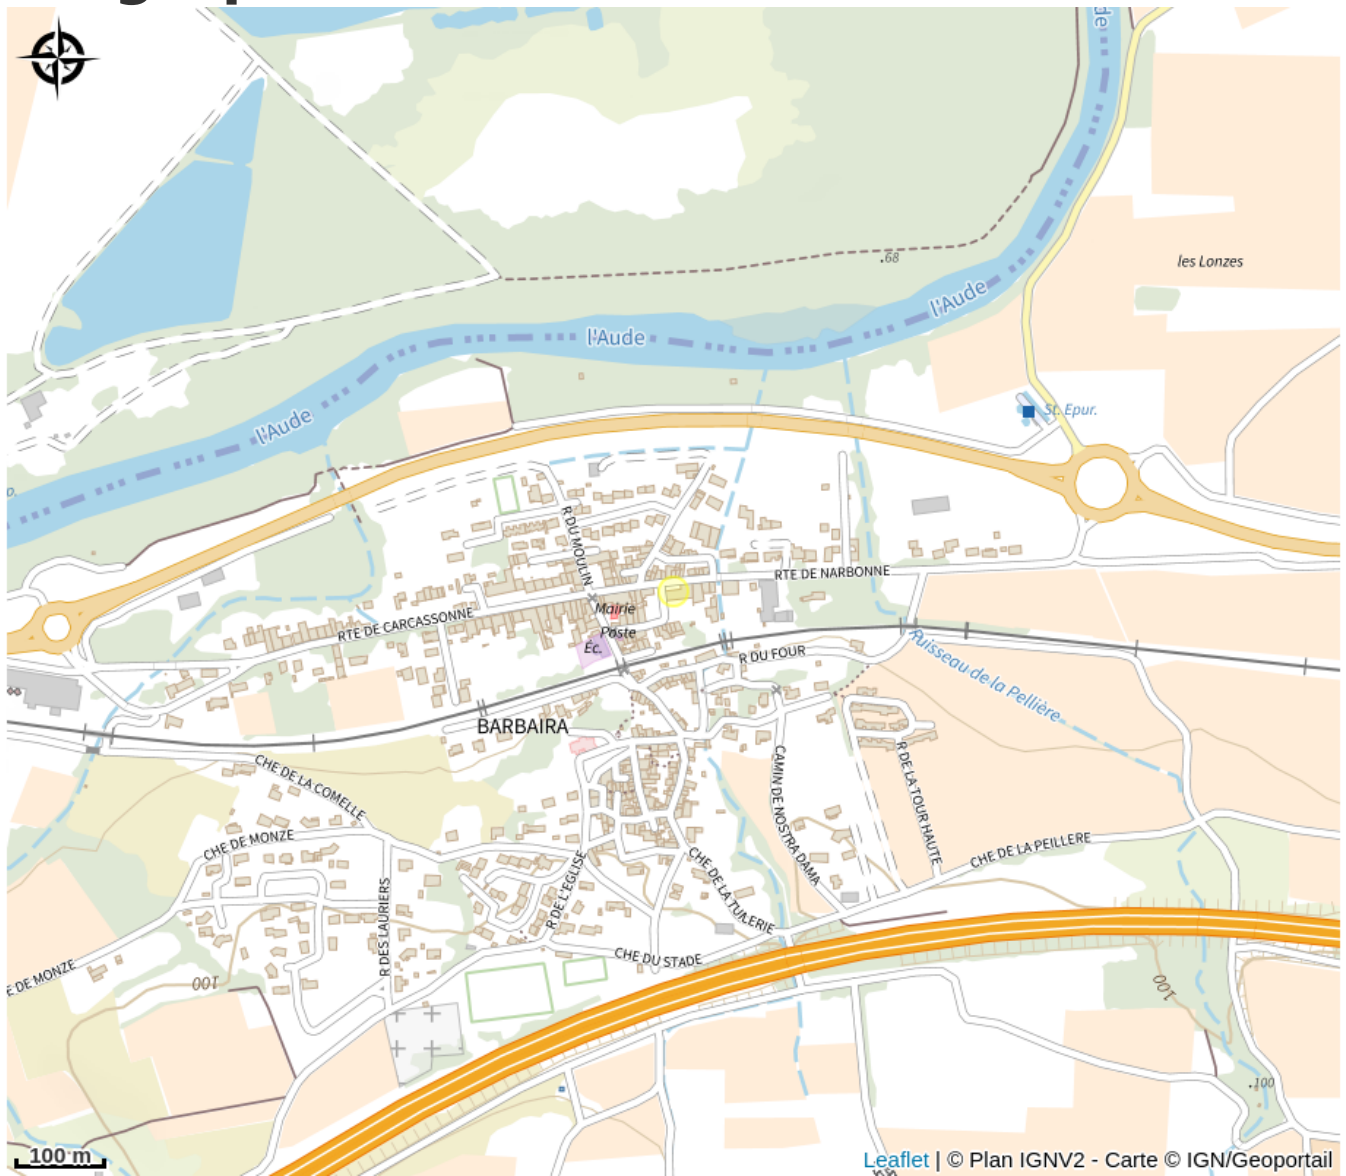 de
.68
les Lonzes
l'Aude
l'Aude
l'Aude
St. Epur.
o.
R DU MOULIN
RTE DE NARBONNE
Mairie
RTE DE CARCASSONNE
Poste
Éc.
R DU FOUR
Ruisseau de la Pellière
BARBAIRA
CHE DE LA COMELLE
CAMIN DE NOSTRA DAMA
R DE LA TOUR HAUTE
CHE DE MONZE
CHE DE LA PEILLERE
R DE L'EGLISE
CHE DE LA TUILERIE
R DES LAURIERS
CHE DU STADE
E DE MONZE
100
100
.100
100 m
Leaflet | © Plan IGNV2 - Carte © IGN/Geoportail